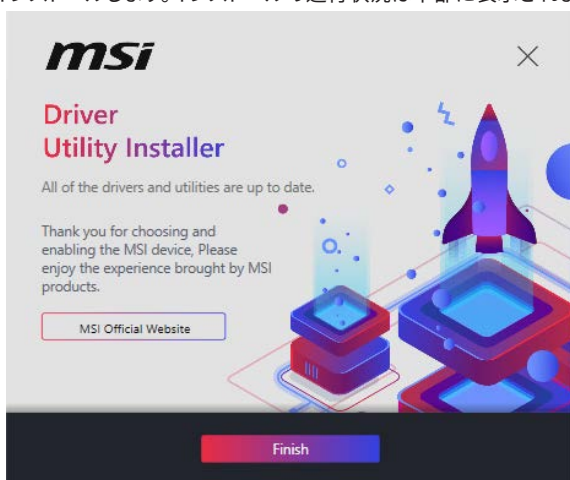 msi
Driver
Utility Installer
All of the drivers and utilities are up to date.
Thank you for choosing and
enabling the MSI device, Please
enjoy the experience brought by MSI
products.
MSI Official Website
Finish